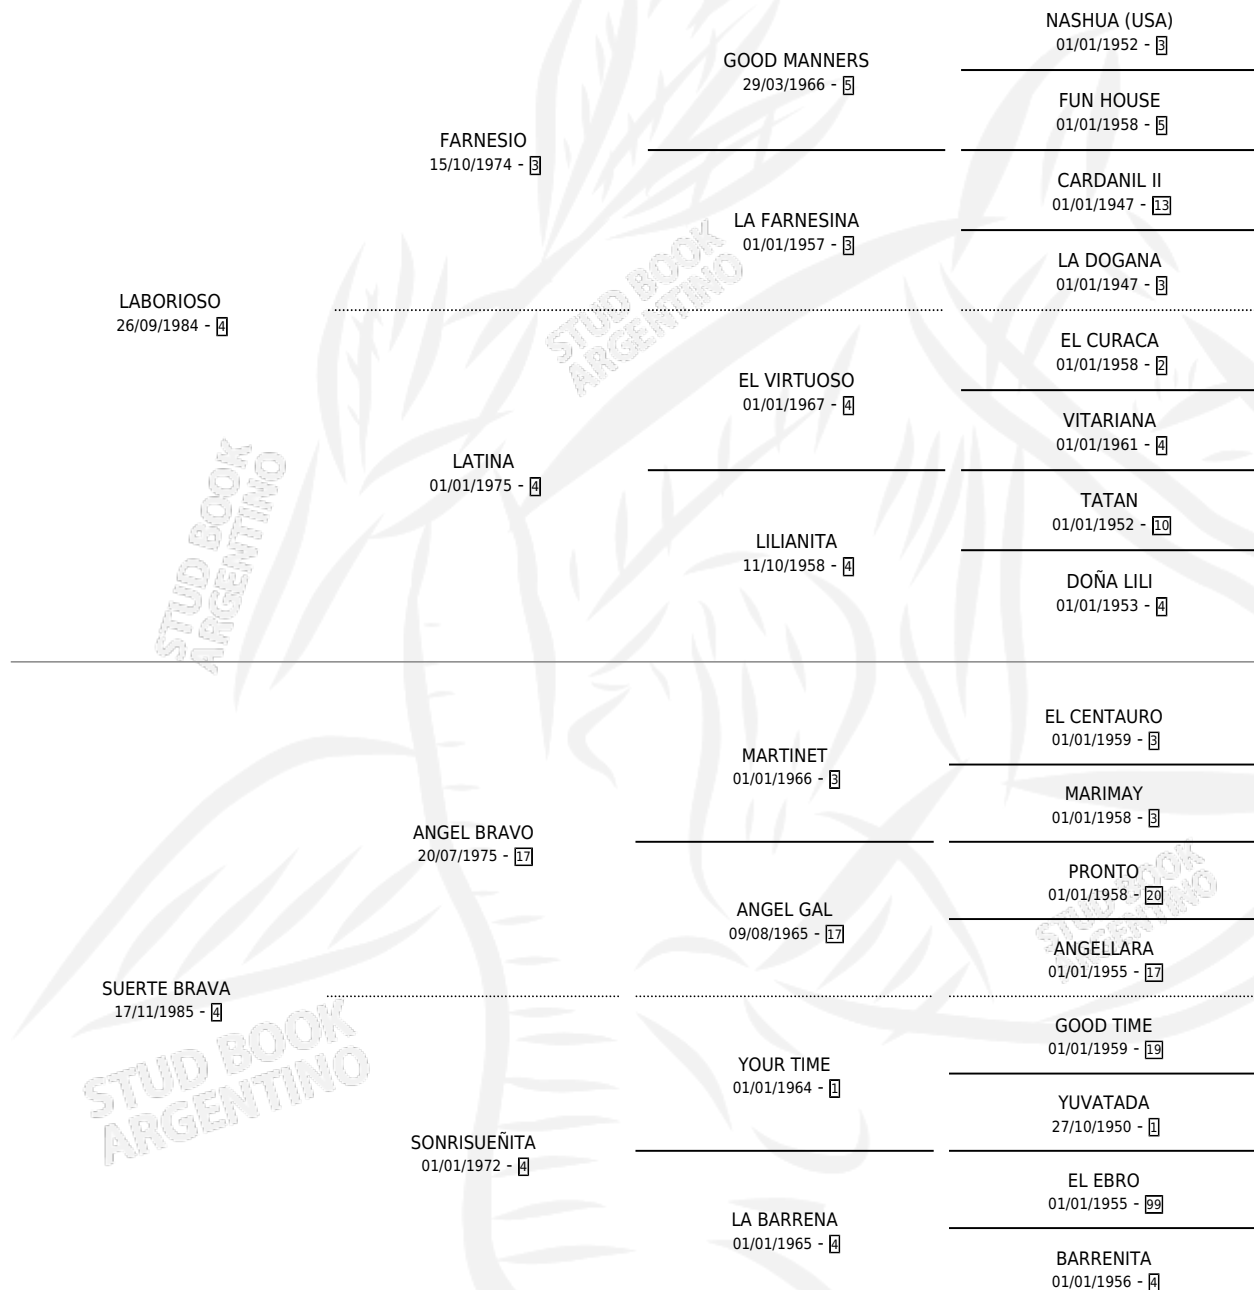 NASHUA (USA)
01/01/1952 - 3
GOOD MANNERS
29/03/1966 - 5
FUN HOUSE
01/01/1958 - 5
FARNESIO
15/10/1974 - 3
CARDANIL II
01/01/1947 - 13
LA FARNESINA
01/01/1957 - 3
LA DOGANA
01/01/1947 - 3
LABORIOSO
26/09/1984 - 4
STUD BOOK
ARGENTINO
EL CURACA
01/01/1958 - 2
EL VIRTUOSO
01/01/1967 - 4
VITARIANA
01/01/1961 - 4
LATINA
01/01/1975 - 4
TATAN
01/01/1952 - 10
LILIANITA
11/10/1958 - 4
DOÑA LILI
01/01/1953 - 4
STUD BOOK
ARGENTINO
EL CENTAURO
01/01/1959 - 3
MARTINET
01/01/1966 - 3
MARIMAY
01/01/1958 - 3
ANGEL BRAVO
20/07/1975 - 17
PRONTO
01/01/1958 - 20
ANGEL GAL
09/08/1965 - 17
ANGELLARA
01/01/1955 - 17
STUD BOOK
ARGENTINO
SUERTE BRAVA
17/11/1985 - 4
GOOD TIME
01/01/1959 - 19
YOUR TIME
01/01/1964 - 1
YUVATADA
27/10/1950 - 1
STUD BOOK
ARGENTINO
SONRISUEÑITA
01/01/1972 - 4
EL EBRO
01/01/1955 - 99
LA BARRENA
01/01/1965 - 4
BARRENITA
01/01/1956 - 4